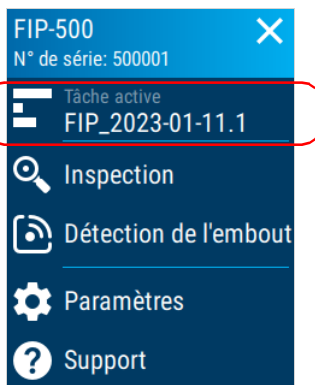 FIP-500
N° de série: 500001
Tâche active
FIP_2023-01-11.1
Inspection
Détection de l'embout
Paramètres
Support